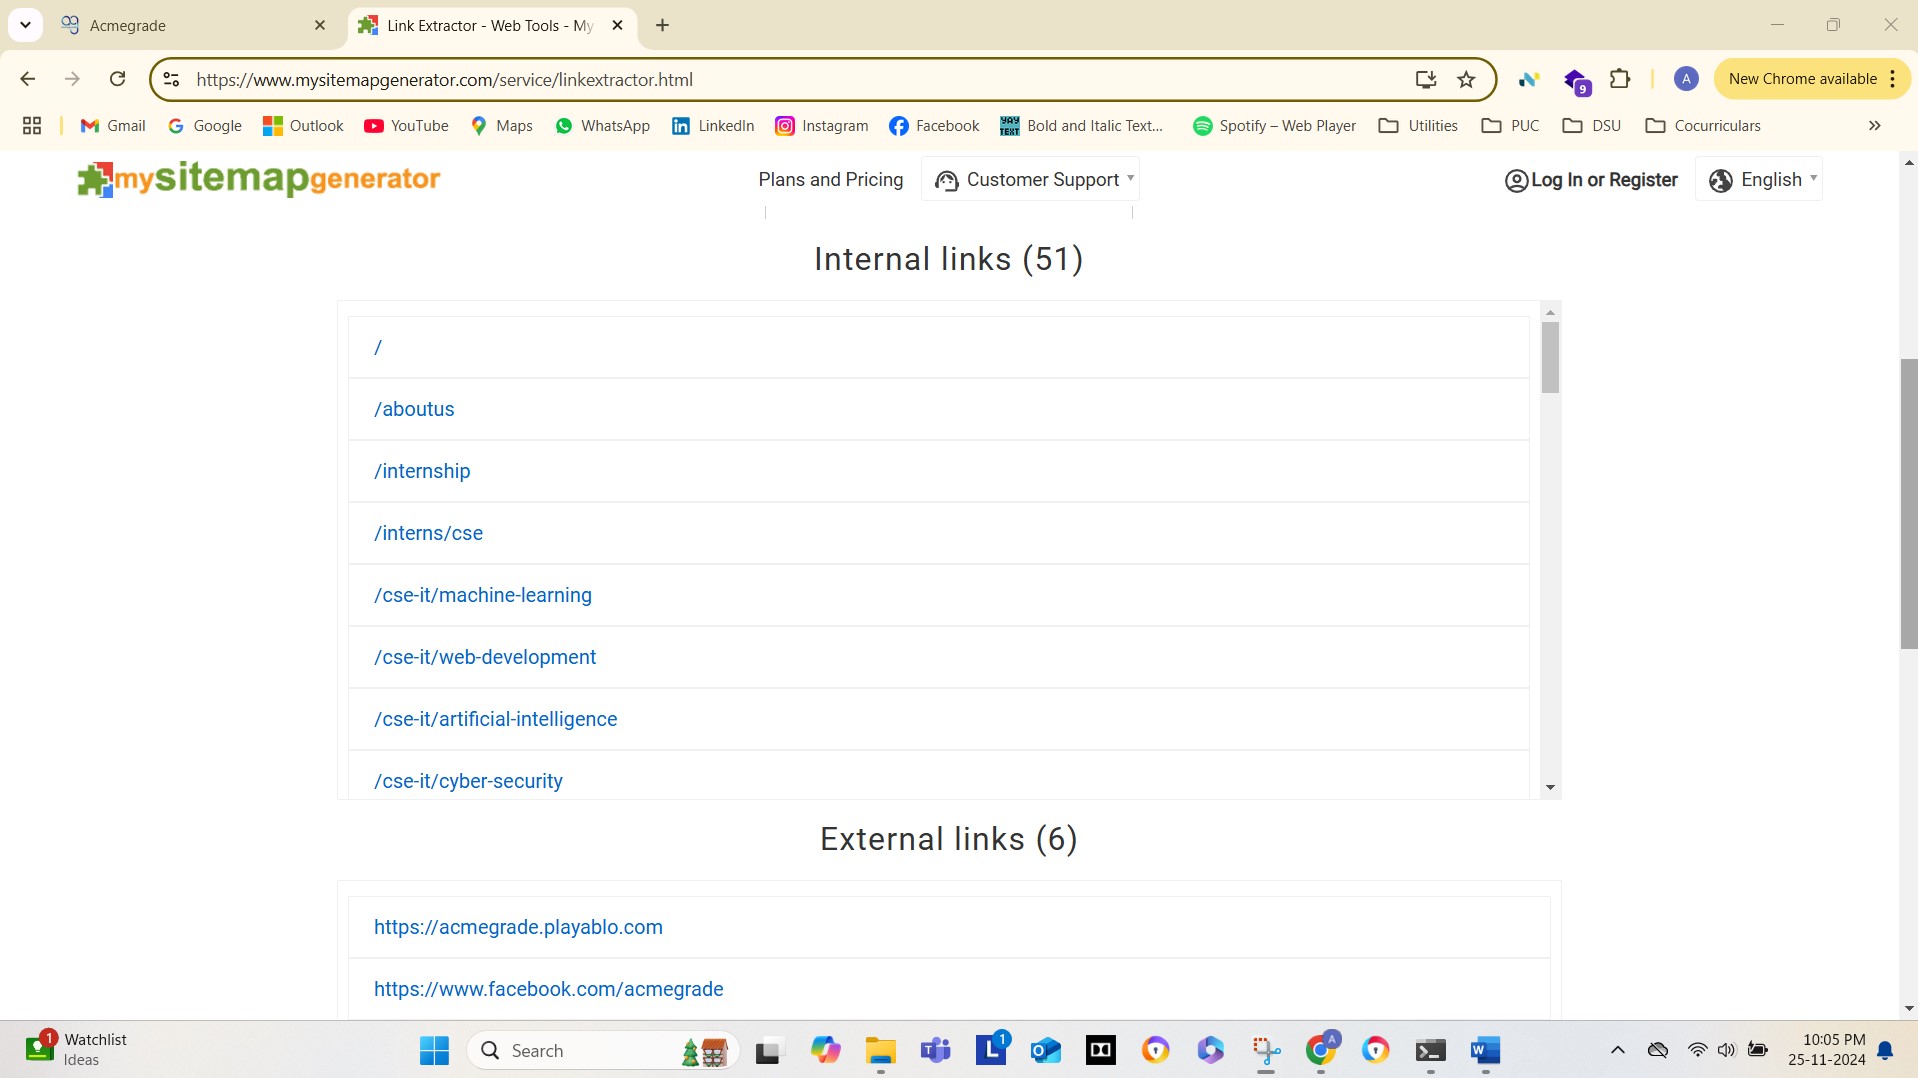 Acmegrade
Link Extractor - Web Tools - My
https://www.mysitemapgenerator.com/service/linkextractor.html
9
A
New Chrome available
Gmail
Google
Outlook
YouTube
Maps
WhatsApp
LinkedIn
Instagram
Facebook
YAY TEXT
Bold and Italic Text...
Spotify – Web Player
Utilities
PUC
DSU
Cocurriculars
mysitemapgenerator
Plans and Pricing
Customer Support
Log In or Register
English
Internal links (51)
/
/aboutus
/internship
/interns/cse
/cse-it/machine-learning
/cse-it/web-development
/cse-it/artificial-intelligence
/cse-it/cyber-security
External links (6)
https://acmegrade.playablo.com
https://www.facebook.com/acmegrade
1
Watchlist
Ideas
Search
L
1
A
W
10:05 PM
25-11-2024